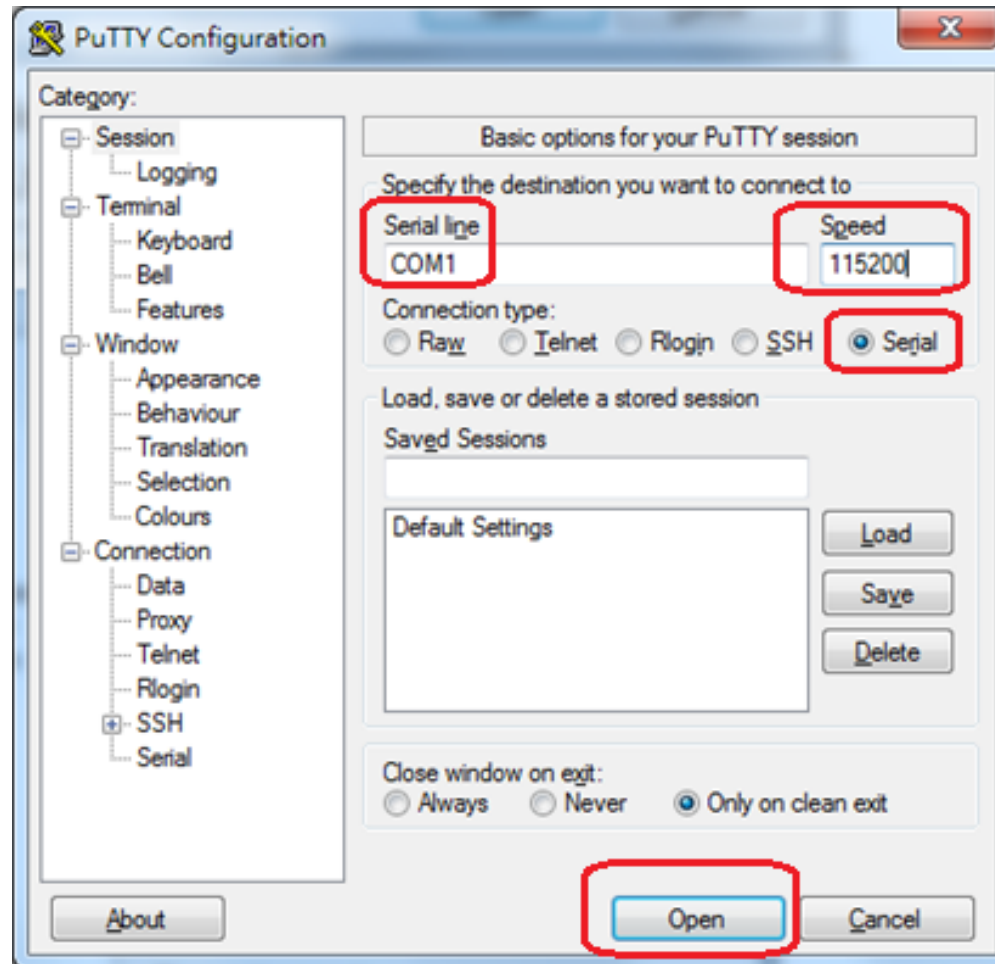 PuTTY Configuration
Category:
Session
Logging
Terminal
Keyboard
Bell
Features
Window
Appearance
Behaviour
Translation
Selection
Colours
Connection
Data
Proxy
Telnet
Rlogin
SSH
Serial
Basic options for your PuTTY session
Specify the destination you want to connect to
Serial line Speed
COM1 115200
Connection type:
Raw Telnet Rlogin SSH Serial
Load, save or delete a stored session
Saved Sessions
Default Settings
Load
Save
Delete
Close window on exit:
Always Never Only on clean exit
About Open Cancel